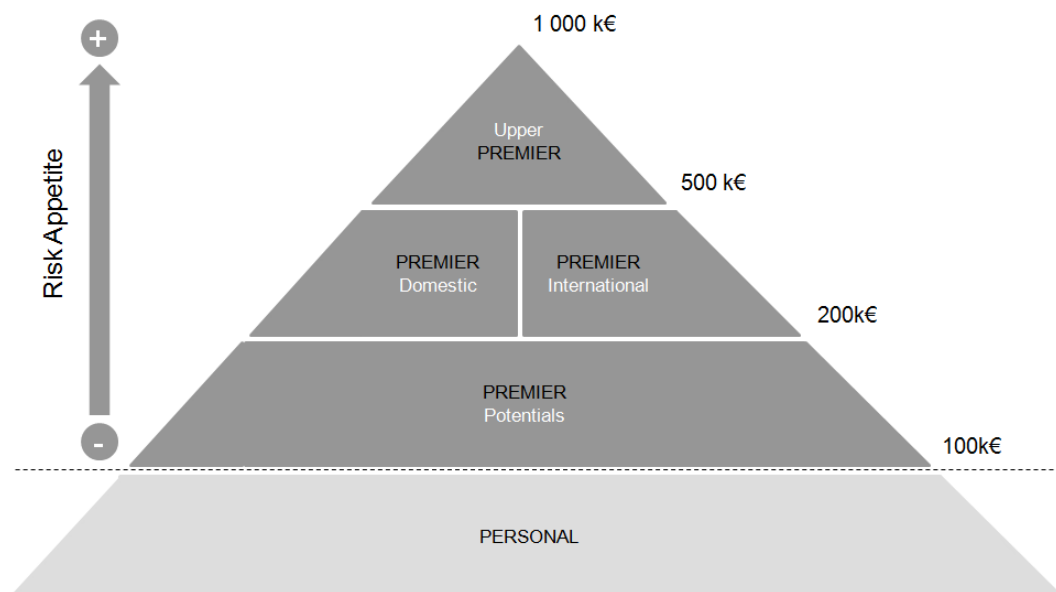 1 000 k€
+
Risk Appetite
Upper
PREMIER
500 k€
PREMIER
Domestic
PREMIER
International
200k€
PREMIER
Potentials
-
100k€
PERSONAL